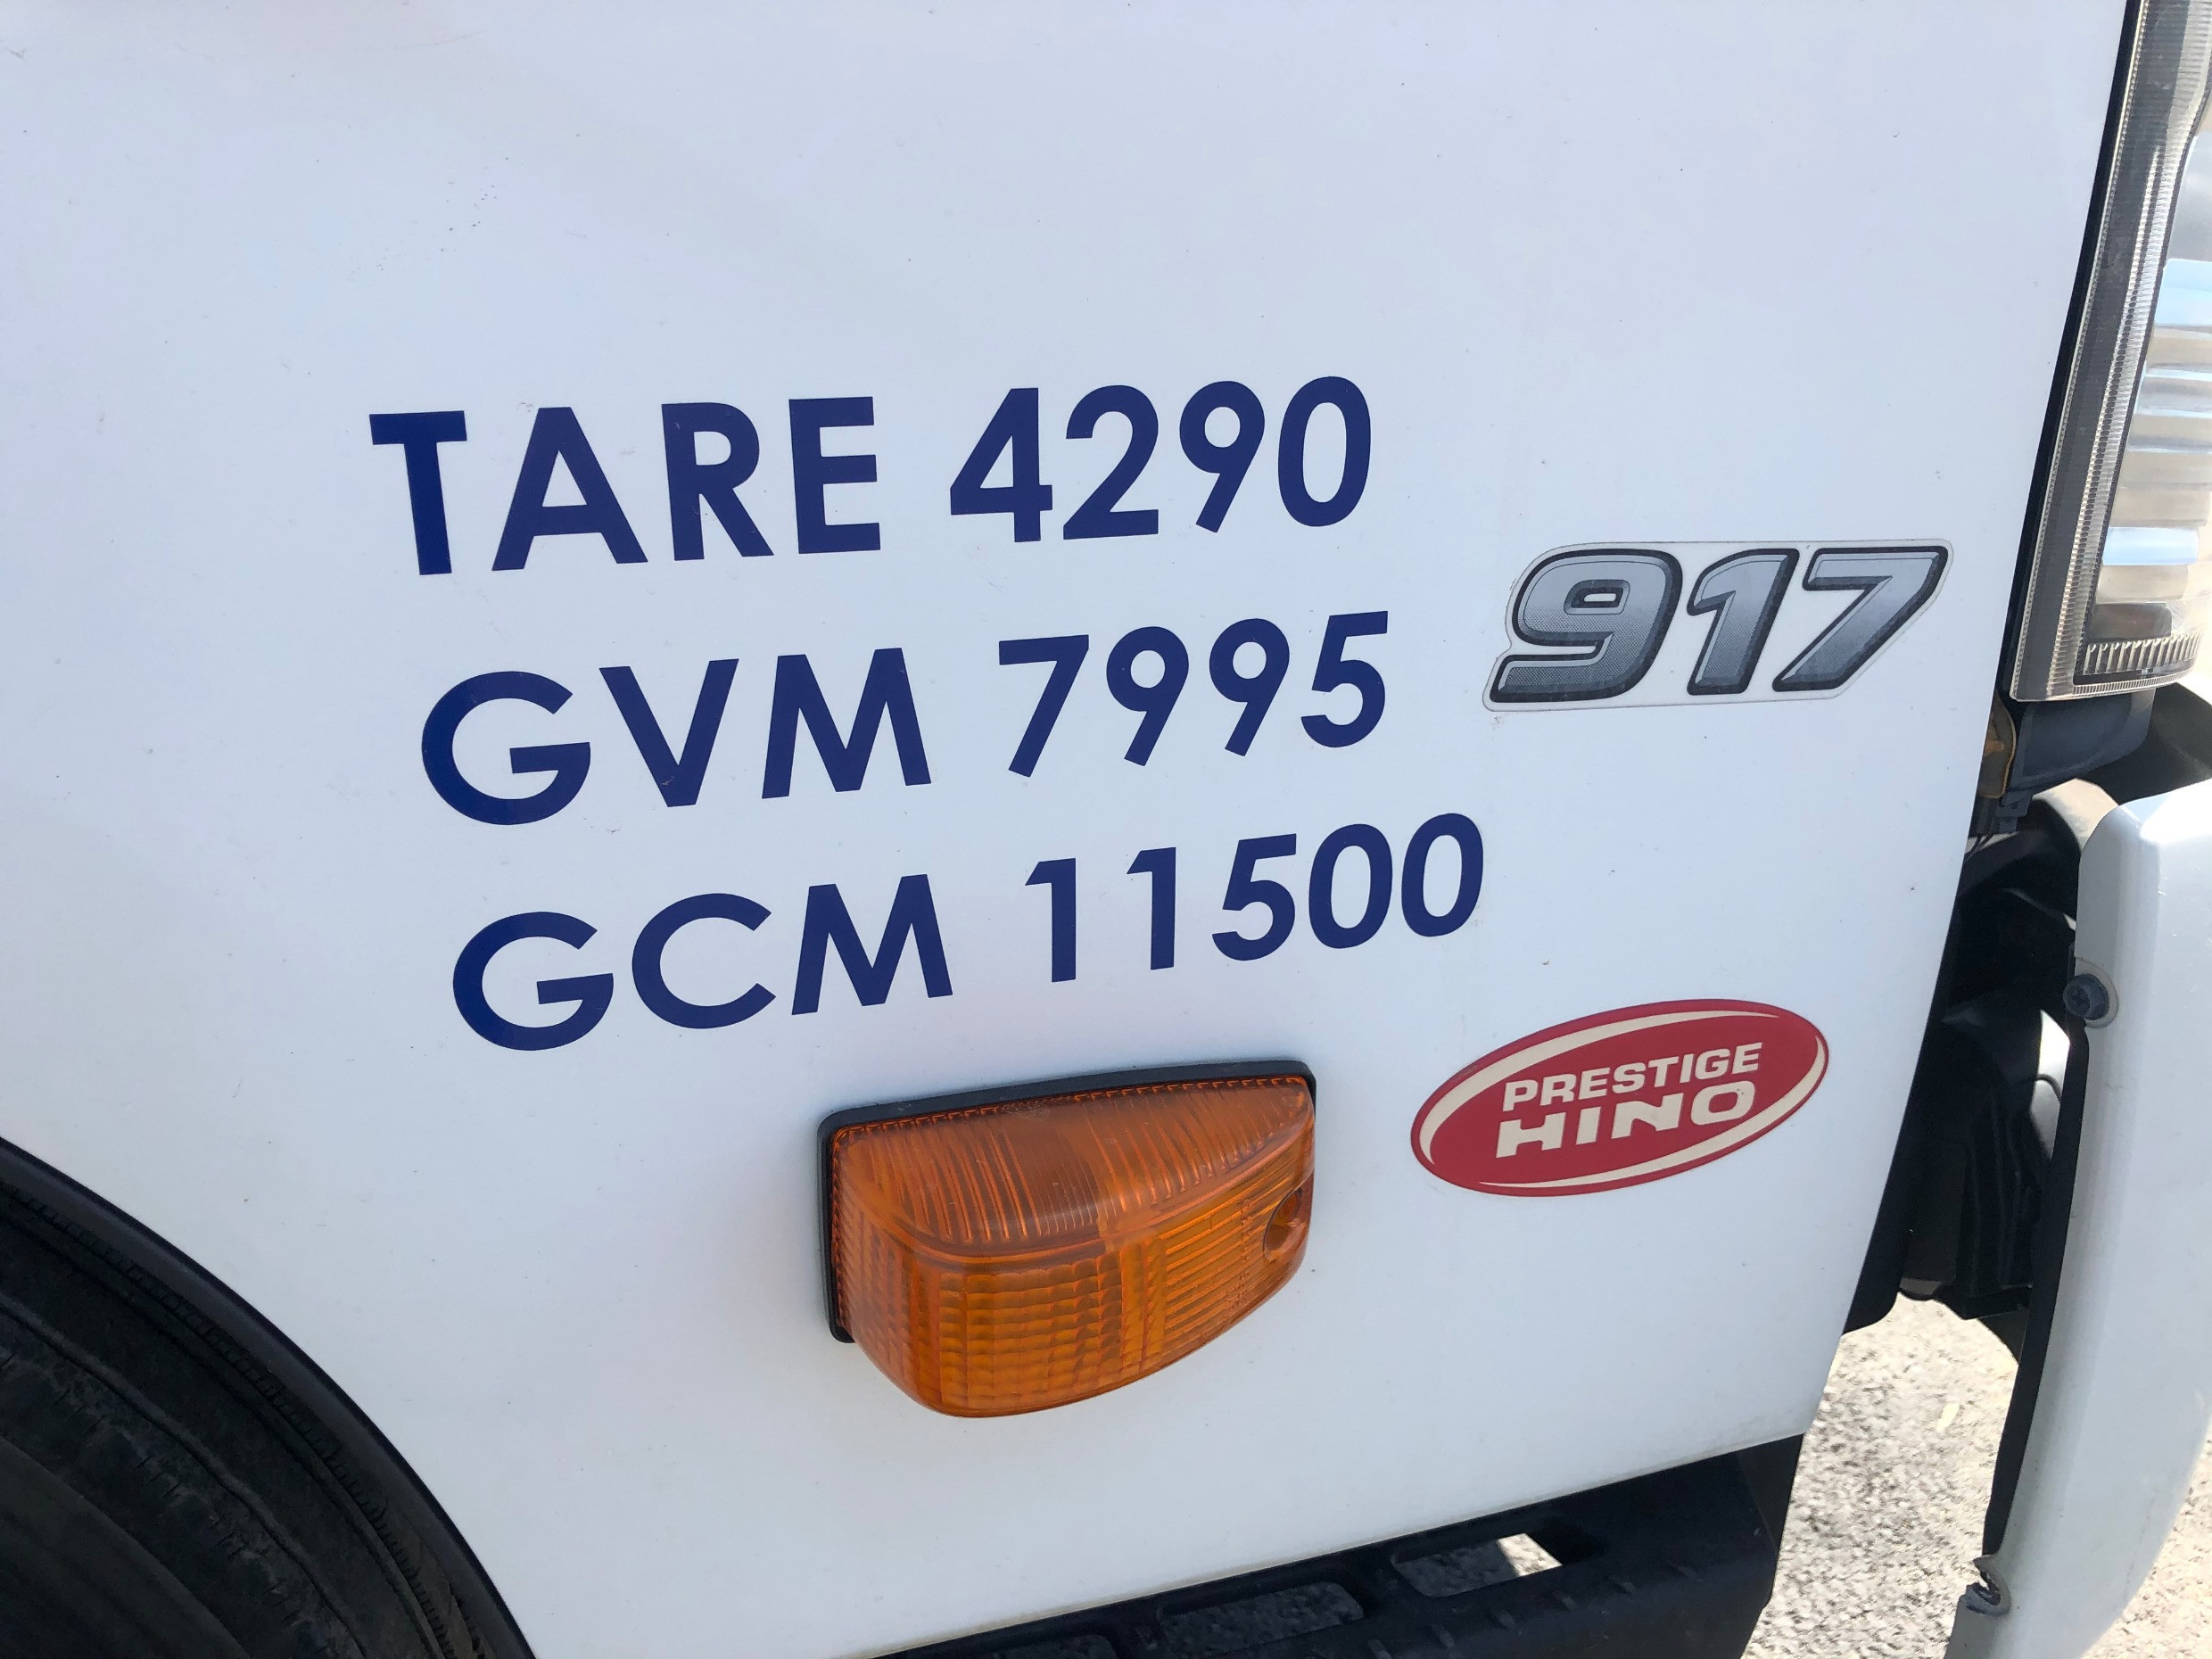 TARE 4290
GVM 7995
917
GCM 11500
PRESTIGE
HINO